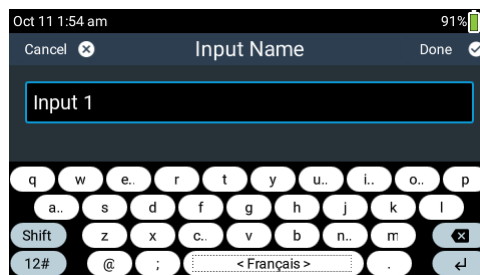 Oct 11 1:54 am 91%
Cancel Input Name Done
Input 1
q w e.. r t y u.. i.. o.. p
a.. s d f g h j k l
Shift z x c.. v b n.. m
12# @ ; < Français > .